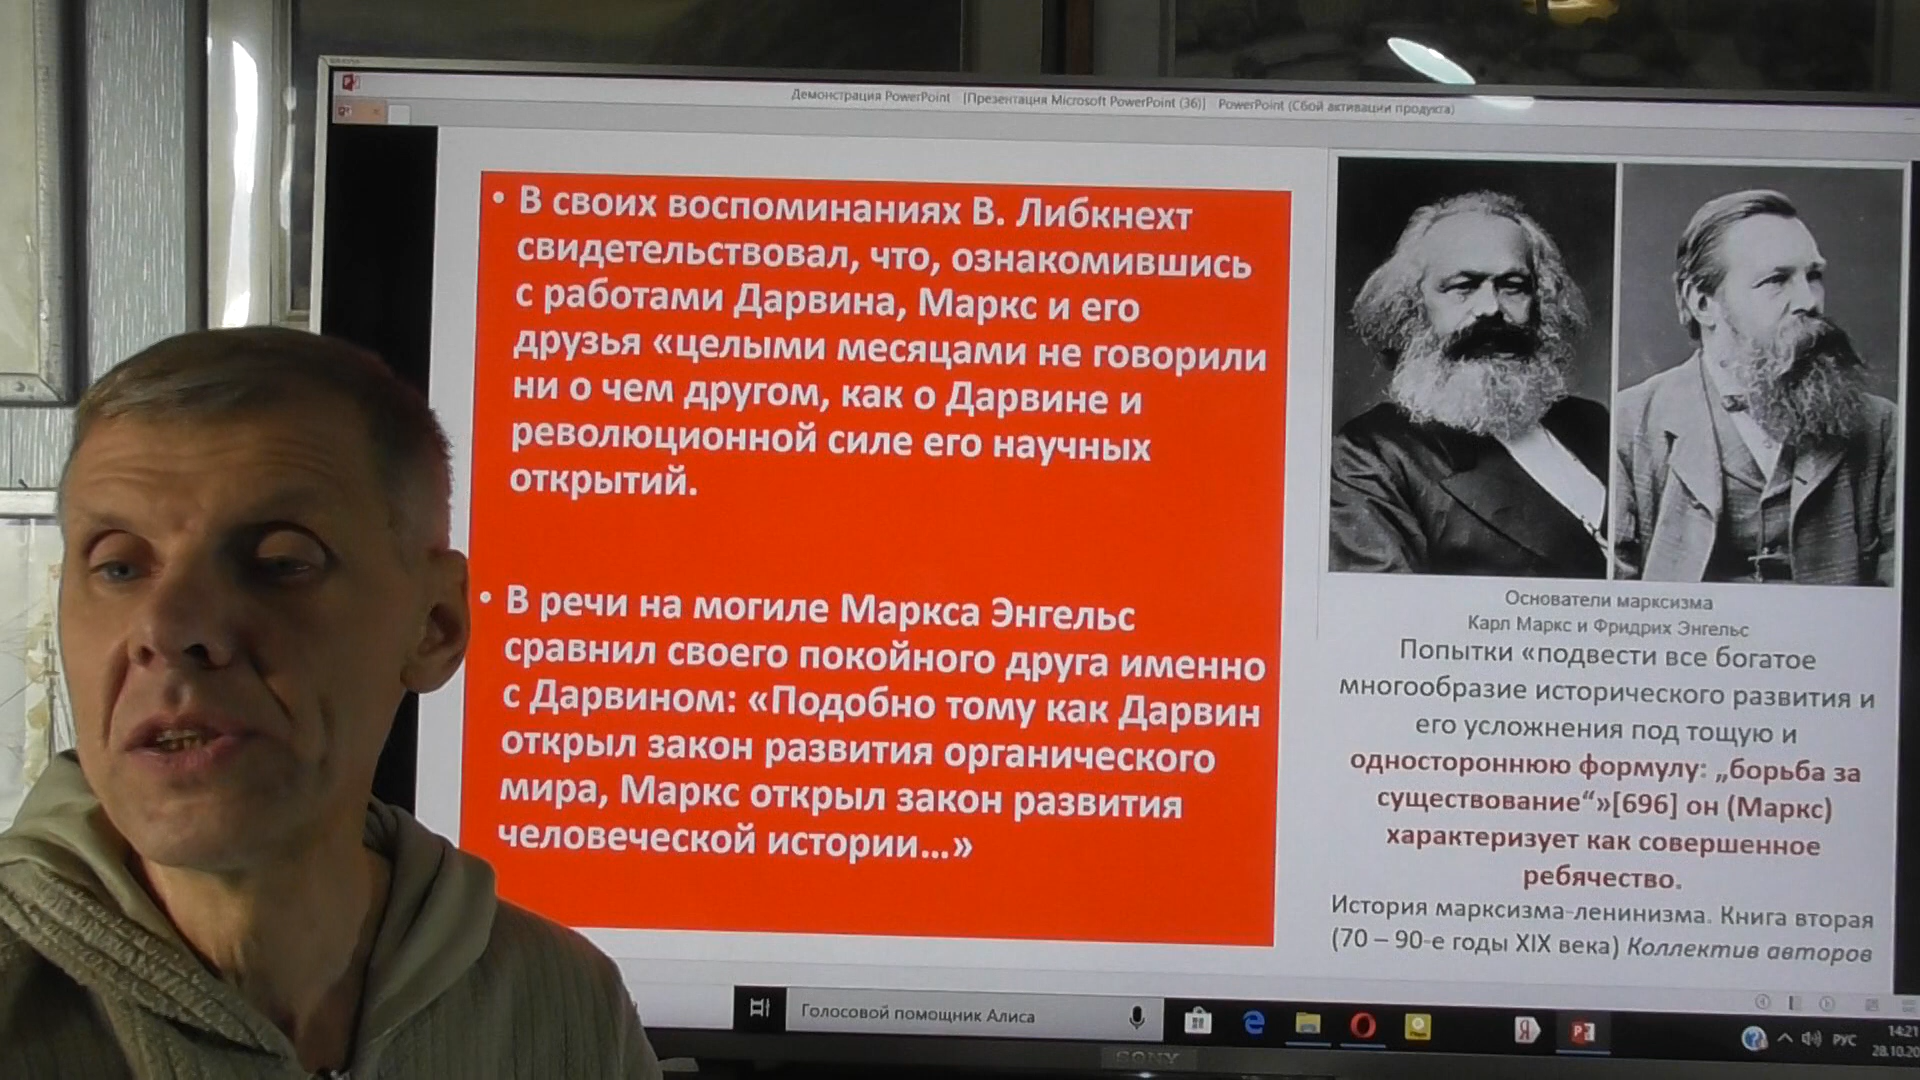 Демонстрация PowerPoint - [Презентация Microsoft PowerPoint (36)] - PowerPoint (Сбой активации продукта)
• В своих воспоминаниях В. Либкнехт
свидетельствовал, что, ознакомившись
с работами Дарвина, Маркс и его
друзья «целыми месяцами не говорили
ни о чем другом, как о Дарвине и
революционной силе его научных
открытий.
• В речи на могиле Маркса Энгельс
сравнил своего покойного друга именно
с Дарвином: «Подобно тому как Дарвин
открыл закон развития органического
мира, Маркс открыл закон развития
человеческой истории...»
Основатели марксизма
Карл Маркс и Фридрих Энгельс
Попытки «подвести все богатое
многообразие исторического развития и
его усложнения под тощую и
одностороннюю формулу: „борьба за
существование“»[696] он (Маркс)
характеризует как совершенное
ребячество.
История марксизма-ленинизма. Книга вторая
(70 – 90-е годы XIX века) Коллектив авторов
Голосовой помощник Алиса
РУС
14:21
28.10.20
SONY